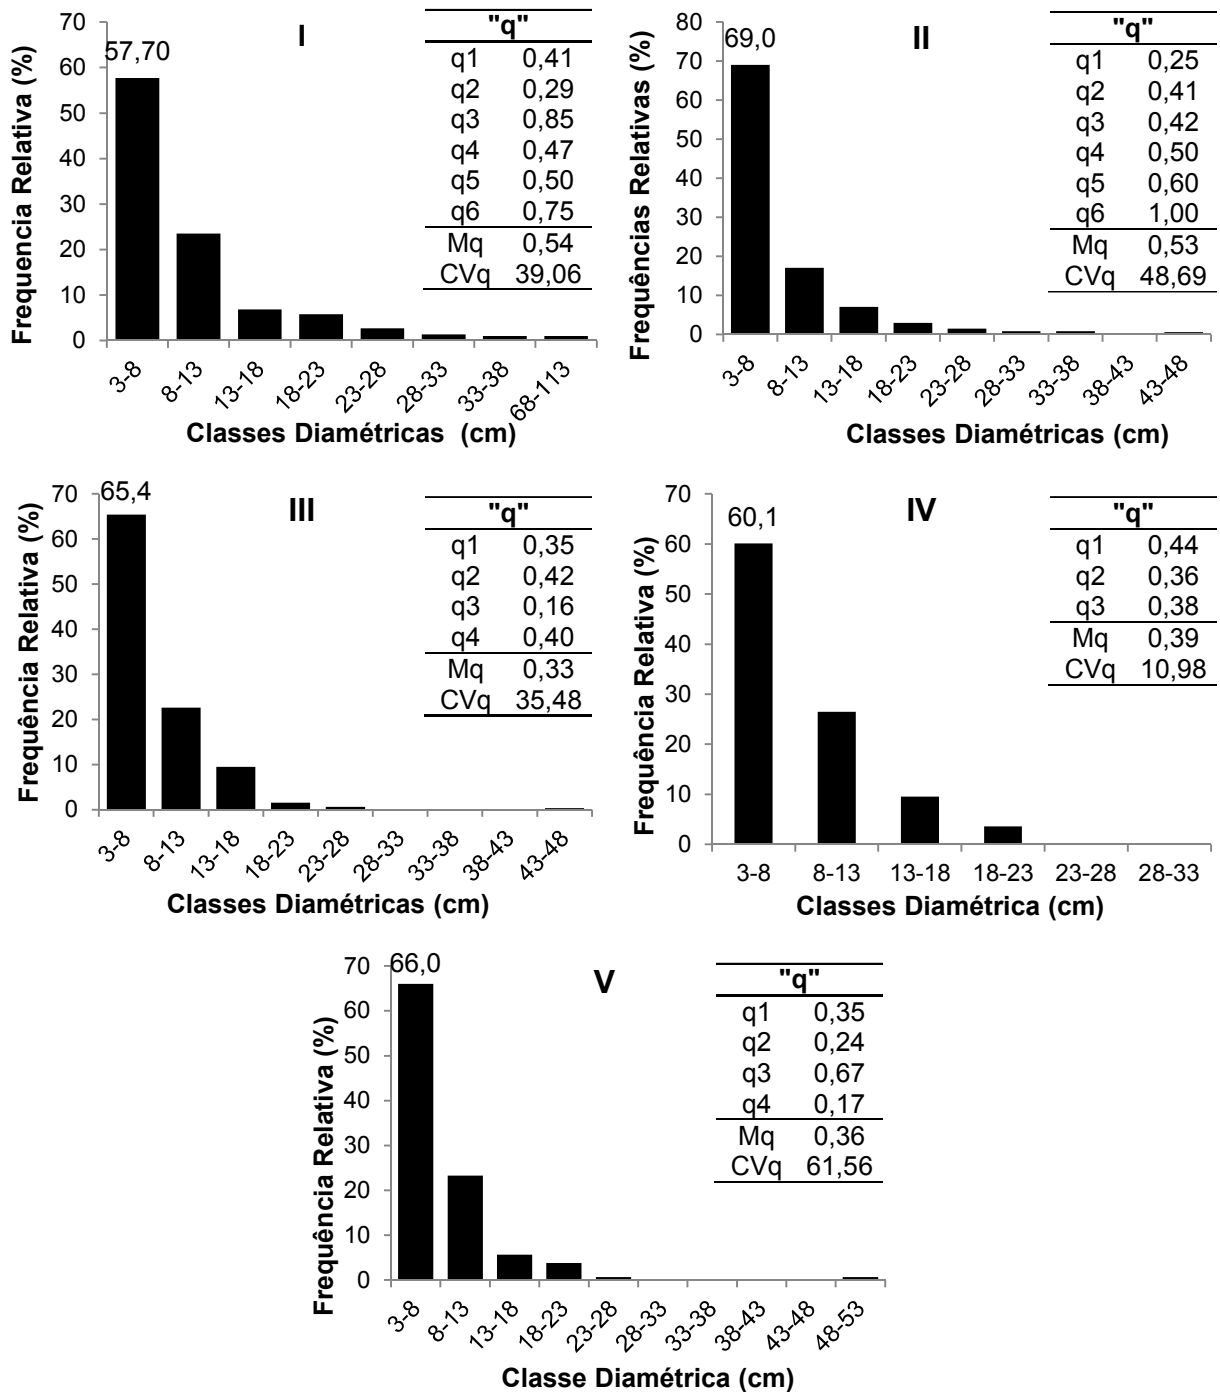 I
Frequencia Relativa (%)
70
60
50
40
30
20
10
0
57,70
3-8
8-13
13-18
18-23
23-28
28-33
33-38
68-113
Classes Diamétricas (cm)
"q"
q1 0,41
q2 0,29
q3 0,85
q4 0,47
q5 0,50
q6 0,75
Mq 0,54
CVq 39,06
II
Frequências Relativas (%)
80
70
60
50
40
30
20
10
0
69,0
3-8
8-13
13-18
18-23
23-28
28-33
33-38
38-43
43-48
Classes Diamétricas (cm)
"q"
q1 0,25
q2 0,41
q3 0,42
q4 0,50
q5 0,60
q6 1,00
Mq 0,53
CVq 48,69
III
Frequência Relativa (%)
70
60
50
40
30
20
10
0
65,4
3-8
8-13
13-18
18-23
23-28
28-33
33-38
38-43
43-48
Classes Diamétricas (cm)
"q"
q1 0,35
q2 0,42
q3 0,16
q4 0,40
Mq 0,33
CVq 35,48
IV
Frequência Relativa (%)
70
60
50
40
30
20
10
0
60,1
3-8
8-13
13-18
18-23
23-28
28-33
Classes Diamétrica (cm)
"q"
q1 0,44
q2 0,36
q3 0,38
Mq 0,39
CVq 10,98
V
Frequência Relativa (%)
70
60
50
40
30
20
10
0
66,0
3-8
8-13
13-18
18-23
23-28
28-33
33-38
38-43
43-48
48-53
Classe Diamétrica (cm)
"q"
q1 0,35
q2 0,24
q3 0,67
q4 0,17
Mq 0,36
CVq 61,56